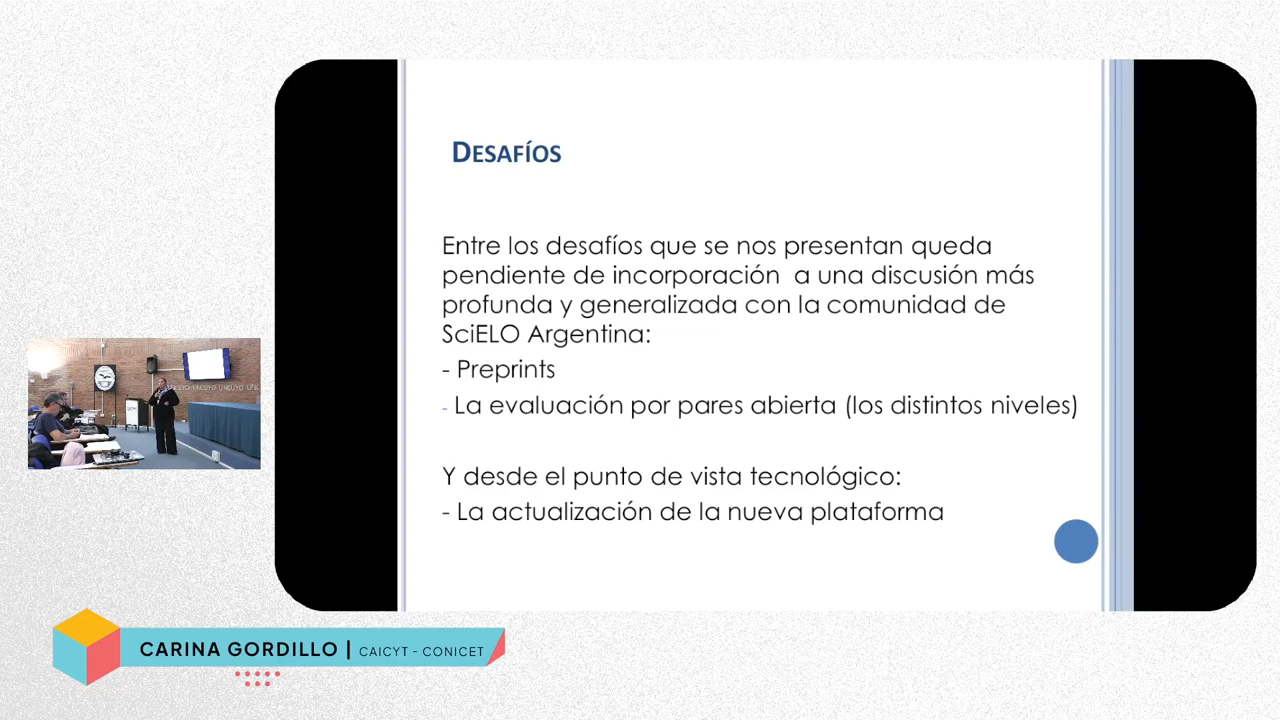 DESAFÍOS
Entre los desafíos que se nos presentan queda
pendiente de incorporación a una discusión más
profunda y generalizada con la comunidad de
SciELO Argentina:
- Preprints
- La evaluación por pares abierta (los distintos niveles)
Y desde el punto de vista tecnológico:
- La actualización de la nueva plataforma
CARINA GORDILLO | CAICYT - CONICET